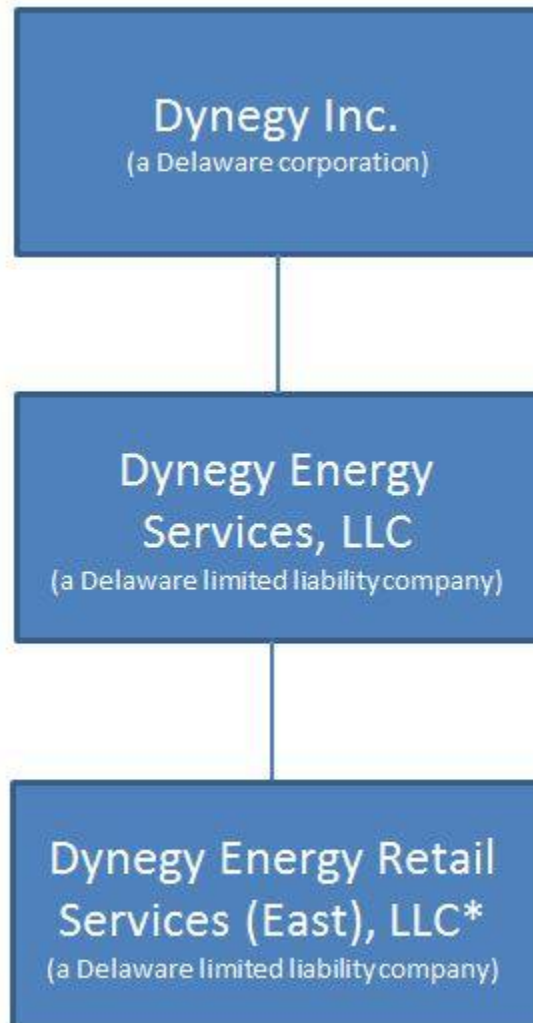 Dynegy Inc.
(a Delaware corporation)
Dynegy Energy
Services, LLC
(a Delaware limited liability company)
Dynegy Energy Retail
Services (East), LLC*
(a Delaware limited liability company)